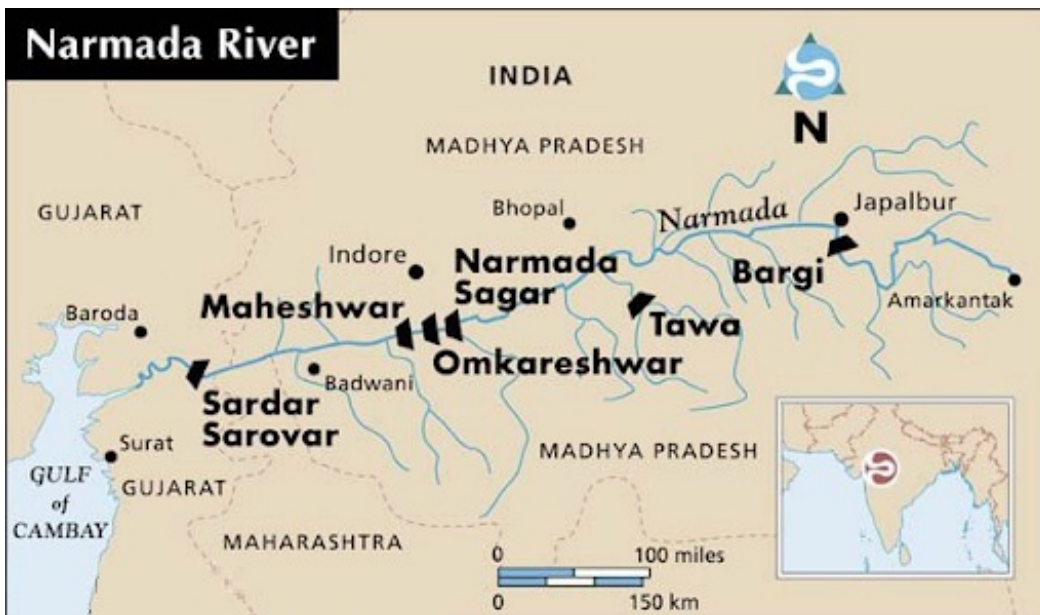 Narmada River
INDIA
N
MADHYA PRADESH
GUJARAT
Bhopal
Narmada
Japalbur
Indore
Narmada
Sagar
Bargi
Amarkantak
Maheshwar
Baroda
Tawa
Omkareshwar
Badwani
Sardar
Sarovar
Surat
MADHYA PRADESH
GULF
of
CAMBAY
GUJARAT
MAHARASHTRA
0 100 miles
0 150 km